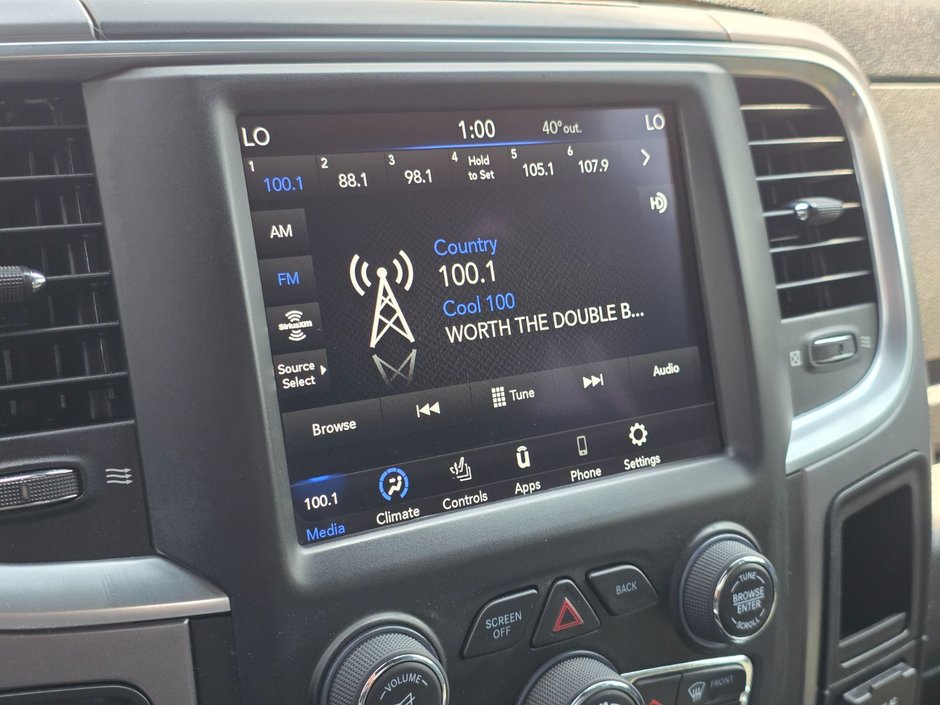 LO 1:00 40° out. LO
1 100.1 2 88.1 3 98.1 4 Hold to Set 5 105.1 6 107.9
HD
AM
FM
SiriusXM
Source
Select
Country
100.1
Cool 100
WORTH THE DOUBLE B...
Browse Tune Audio
100.1
Media Climate Controls Apps Phone Settings
SCREEN
OFF
BACK
TUNE
BROWSE
ENTER
SCROLL
VOLUME
FRONT